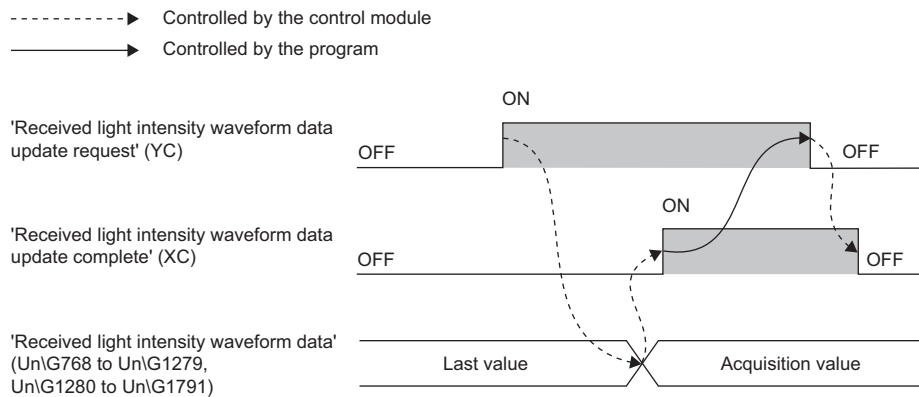 Controlled by the control module
Controlled by the program
ON
'Received light intensity waveform data
update request' (YC)
OFF
OFF
ON
'Received light intensity waveform data
update complete' (XC)
OFF
OFF
'Received light intensity waveform data'
(Un\G768 to Un\G1279,
Un\G1280 to Un\G1791)
Last value
Acquisition value